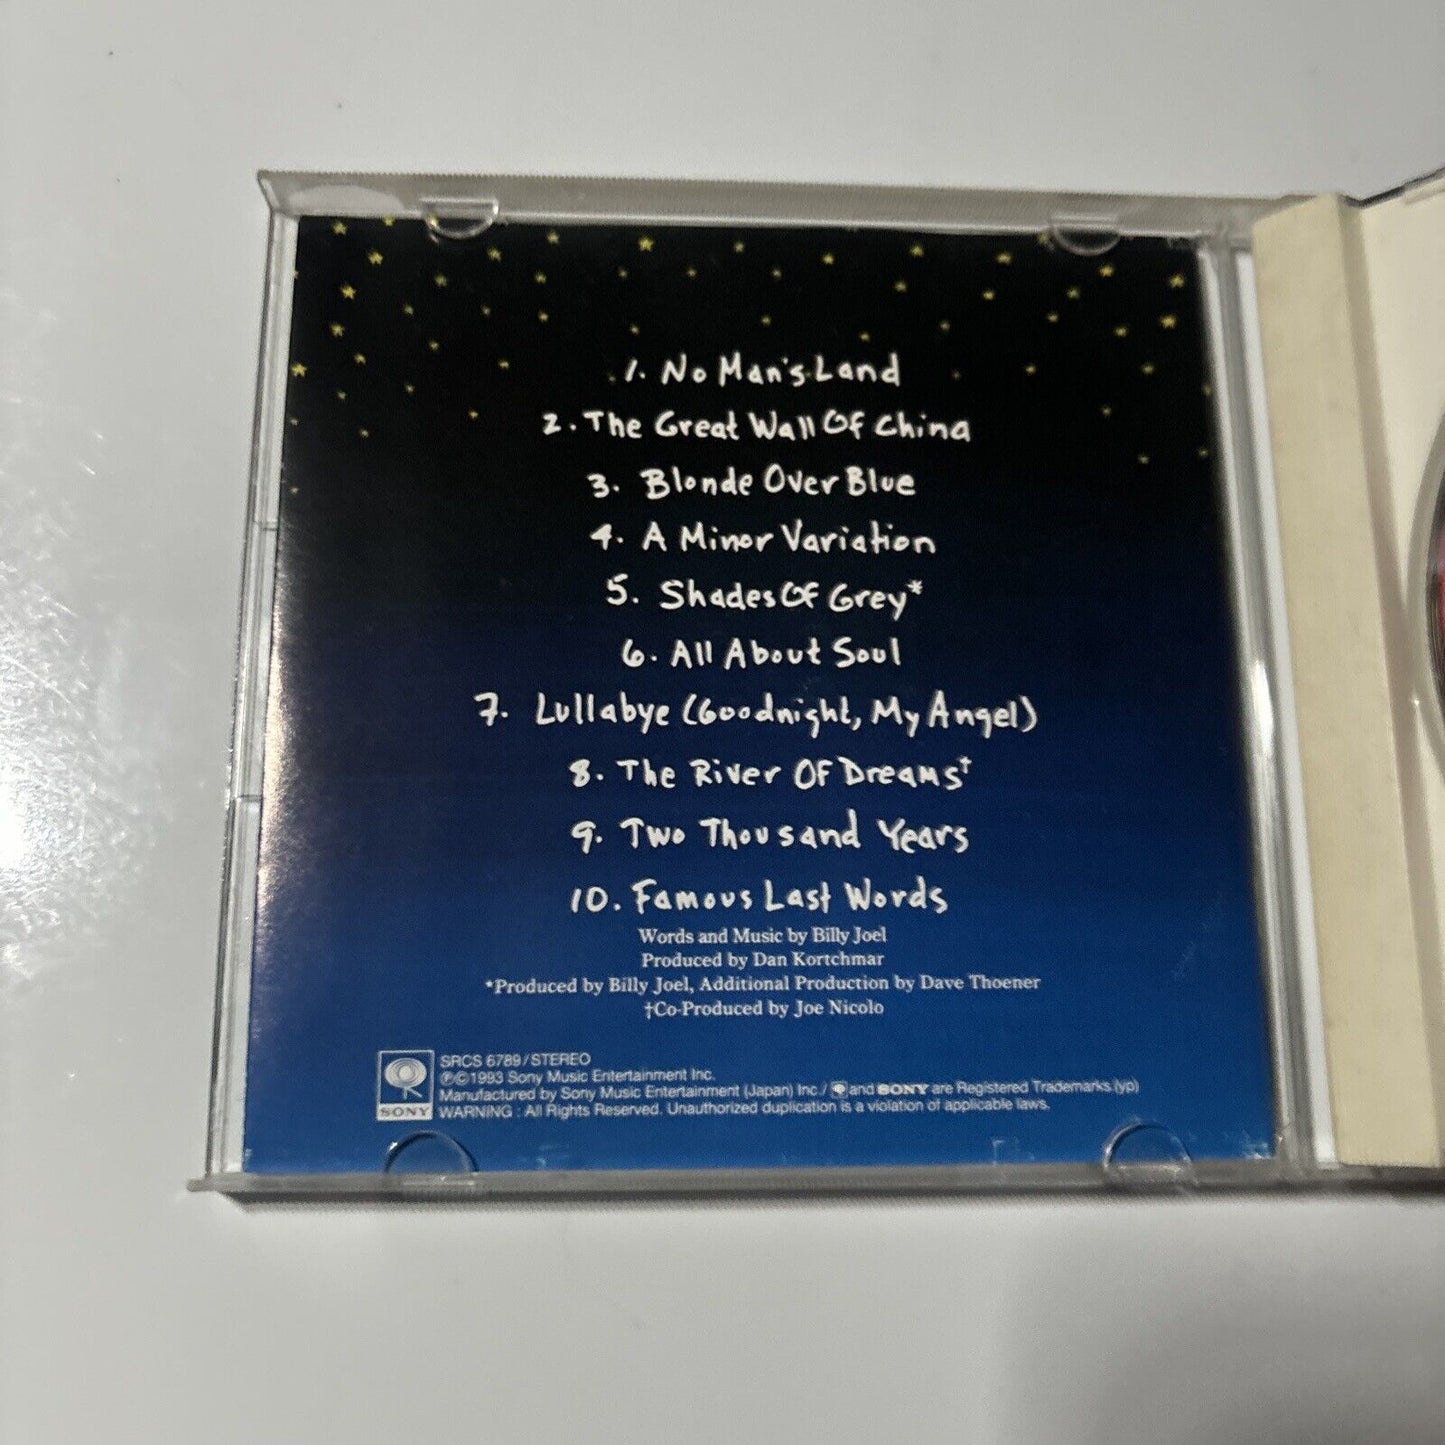 1. No Man's Land
2. The Great Wall Of China
3. Blonde Over Blue
4. A Minor Variation
5. Shades Of Grey*
6. All About Soul
7. Lullabye (Goodnight, My Angel)
8. The River Of Dreams†
9. Two Thousand Years
10. Famous Last Words
Words and Music by Billy Joel
Produced by Dan Kortchmar
*Produced by Billy Joel, Additional Production by Dave Thoener
†Co-Produced by Joe Nicolo
SRCS 6789/STEREO
℗©1993 Sony Music Entertainment Inc.
Manufactured by Sony Music Entertainment (Japan) Inc./ and SONY are Registered Trademarks.(yp)
SONY WARNING : All Rights Reserved. Unauthorized duplication is a violation of applicable laws.